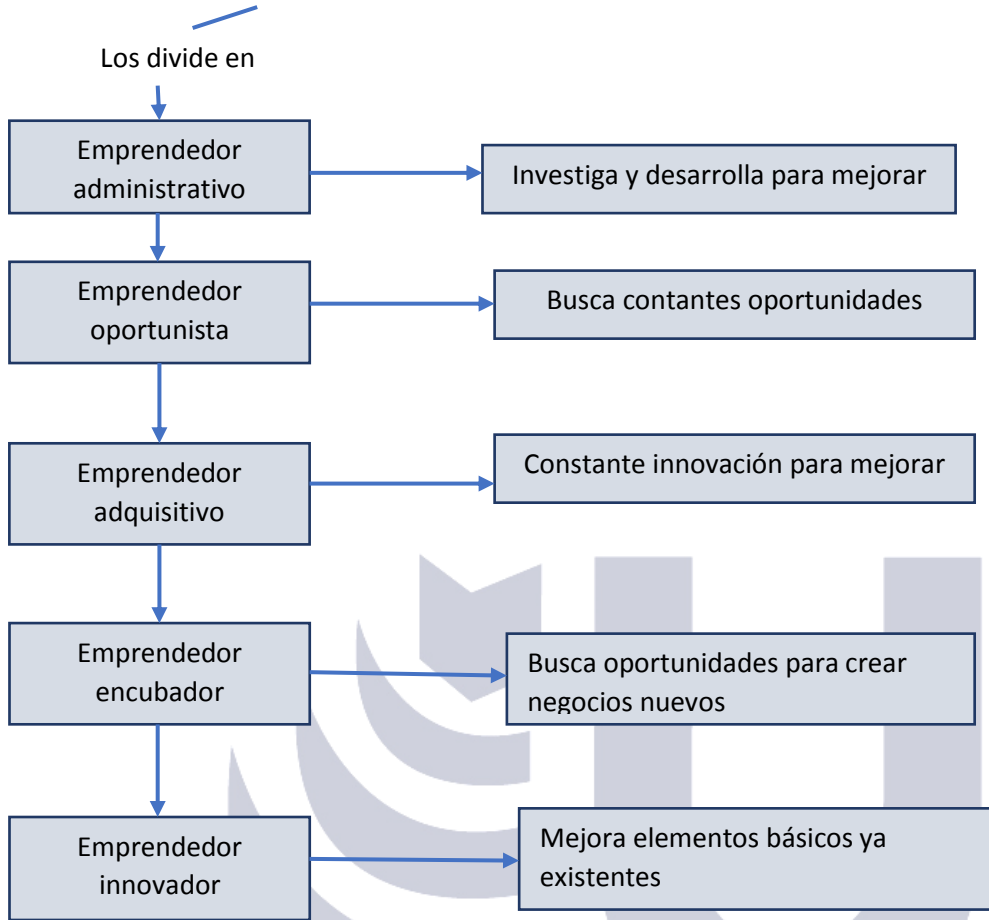 Los divide en
Emprendedor
administrativo
Investiga y desarrolla para mejorar
Emprendedor
oportunista
Busca contantes oportunidades
Emprendedor
adquisitivo
Constante innovación para mejorar
Emprendedor
encubador
Busca oportunidades para crear
negocios nuevos
Emprendedor
innovador
Mejora elementos básicos ya
existentes